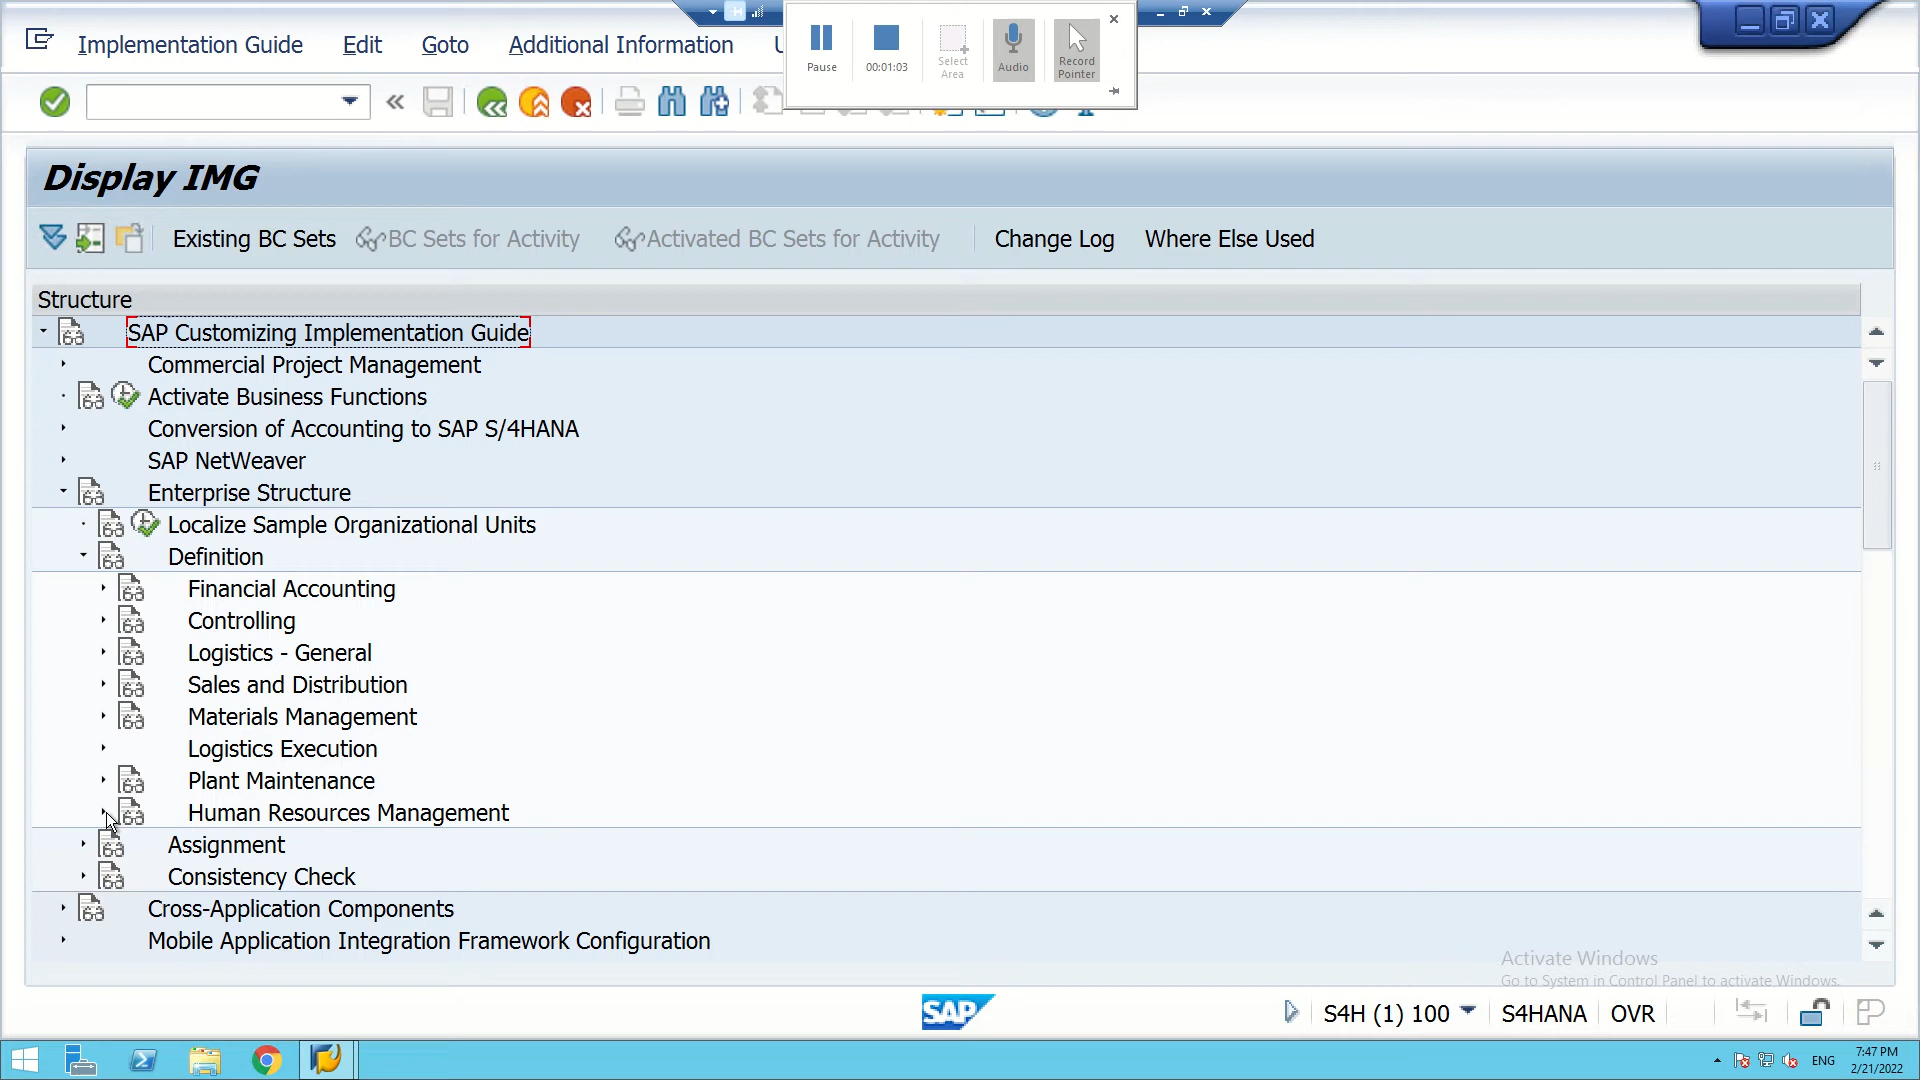 Implementation Guide Edit Goto Additional Information
Pause 00:01:03 Select Area Audio Record Pointer
Display IMG
Existing BC Sets BC Sets for Activity Activated BC Sets for Activity Change Log Where Else Used
Structure
SAP Customizing Implementation Guide
Commercial Project Management
Activate Business Functions
Conversion of Accounting to SAP S/4HANA
SAP NetWeaver
Enterprise Structure
Localize Sample Organizational Units
Definition
Financial Accounting
Controlling
Logistics - General
Sales and Distribution
Materials Management
Logistics Execution
Plant Maintenance
Human Resources Management
Assignment
Consistency Check
Cross-Application Components
Mobile Application Integration Framework Configuration
Activate Windows
Go to System in Control Panel to activate Windows.
SAP S4H (1) 100 S4HANA OVR
ENG 7:47 PM
2/21/2022